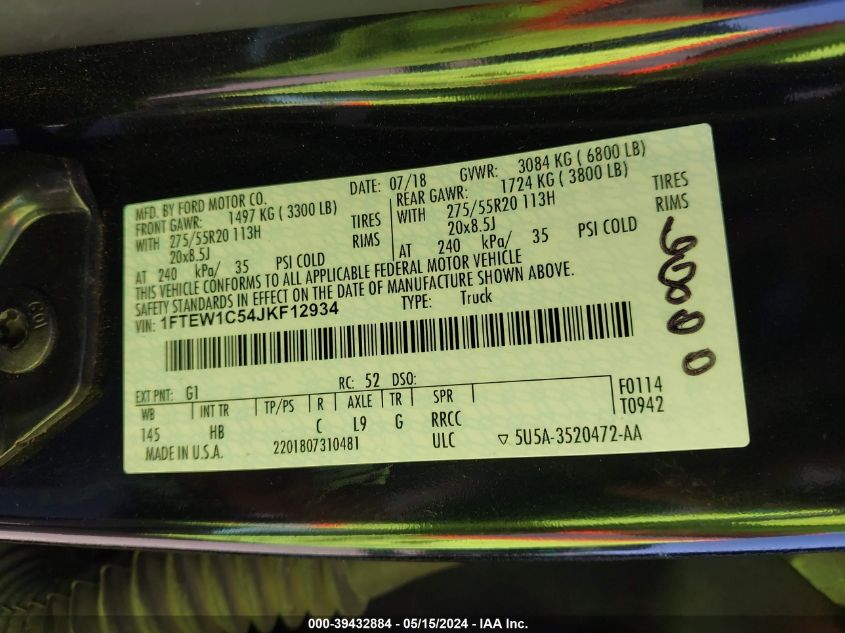 MFD. BY FORD MOTOR CO.
DATE: 07/18
GVWR: 3084 KG ( 6800 LB)
FRONT GAWR: 1497 KG ( 3300 LB)
REAR GAWR: 1724 KG ( 3800 LB)
WITH 275/55R20 113H TIRES
WITH 275/55R20 113H TIRES
20x8.5J RIMS
20x8.5J RIMS
AT 240 kPa/ 35 PSI COLD
AT 240 kPa/ 35 PSI COLD
THIS VEHICLE CONFORMS TO ALL APPLICABLE FEDERAL MOTOR VEHICLE
SAFETY STANDARDS IN EFFECT ON THE DATE OF MANUFACTURE SHOWN ABOVE.
VIN: 1FTEW1C54JKF12934
TYPE: Truck
6800
EXT PNT: G1 RC: 52 DSO:
WB INT TR TP/PS R AXLE TR SPR
145 HB C L9 G RRCC
F0114
T0942
MADE IN U.S.A. 2201807310481 ULC
5U5A-3520472-AA
000-39432884 - 05/15/2024 - IAA Inc.